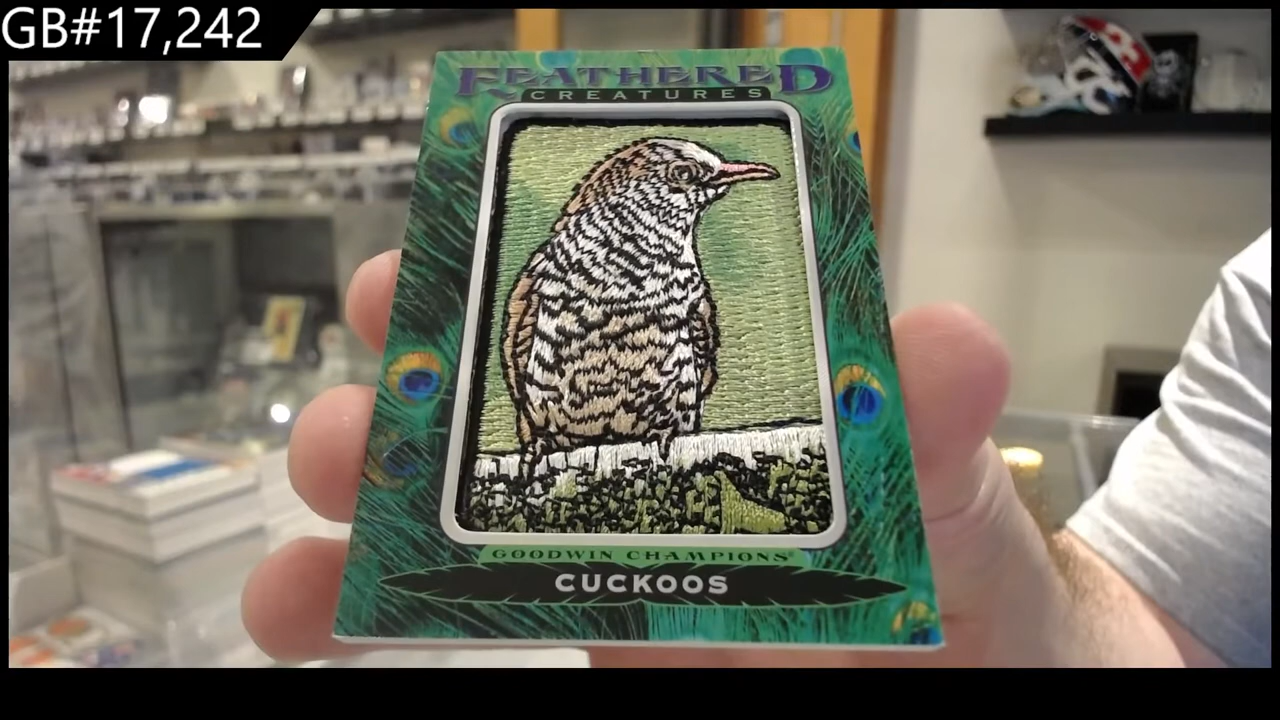 GB#17,242
FEATHERED
CREATURES
GOODWIN CHAMPIONS®
CUCKOOS